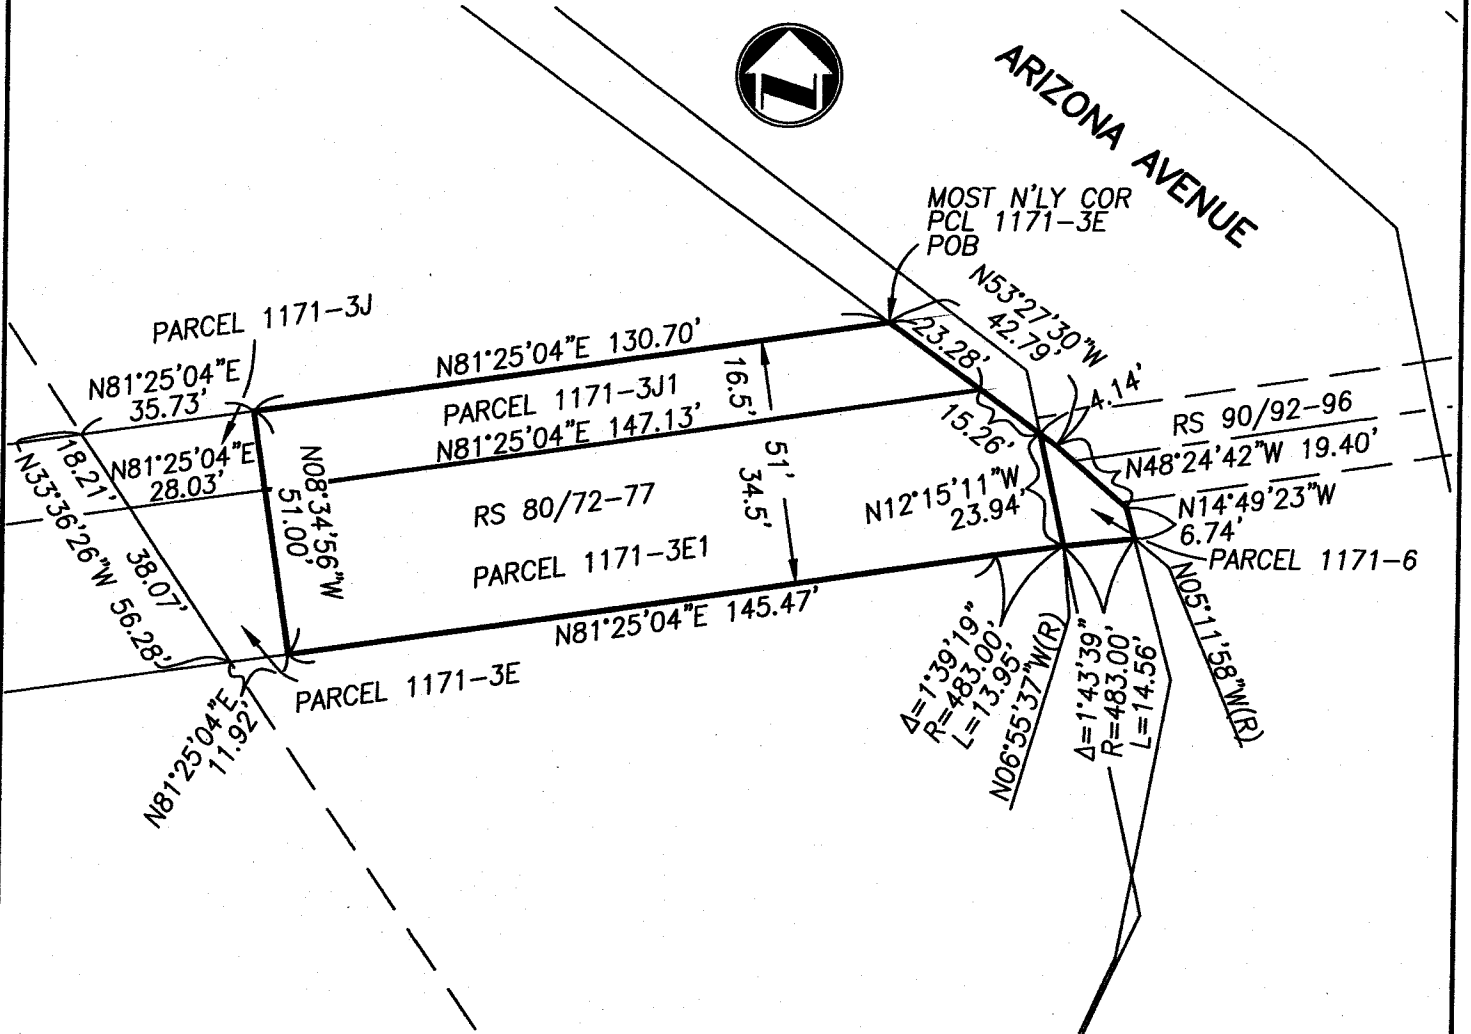 ARIZONA AVENUE
MOST N'LY COR
PCL 1171-3E
POB
N53°27'30"W
42.79'
23.28'
4.14'
15.26'
PARCEL 1171-3J
N81°25'04"E
35.73'
N81°25'04"E 130.70'
PARCEL 1171-3J1
16.5'
N81°25'04"E 147.13'
RS 90/92-96
N48°24'42"W 19.40'
N14°49'23"W
6.74'
PARCEL 1171-6
18.21'
N81°25'04"E
28.03'
N33°36'26"W 56.28'
38.07'
N08°34'56"W
51.00'
RS 80/72-77
51'
34.5'
N12°15'11"W
23.94'
PARCEL 1171-3E1
N81°25'04"E 145.47'
PARCEL 1171-3E
N81°25'04"E
11.92'
Δ=1°39'19"
R=483.00'
L=13.95'
N06°55'37"W(R)
Δ=1°43'39"
R=483.00'
L=14.56'
N05°11'58"W(R)